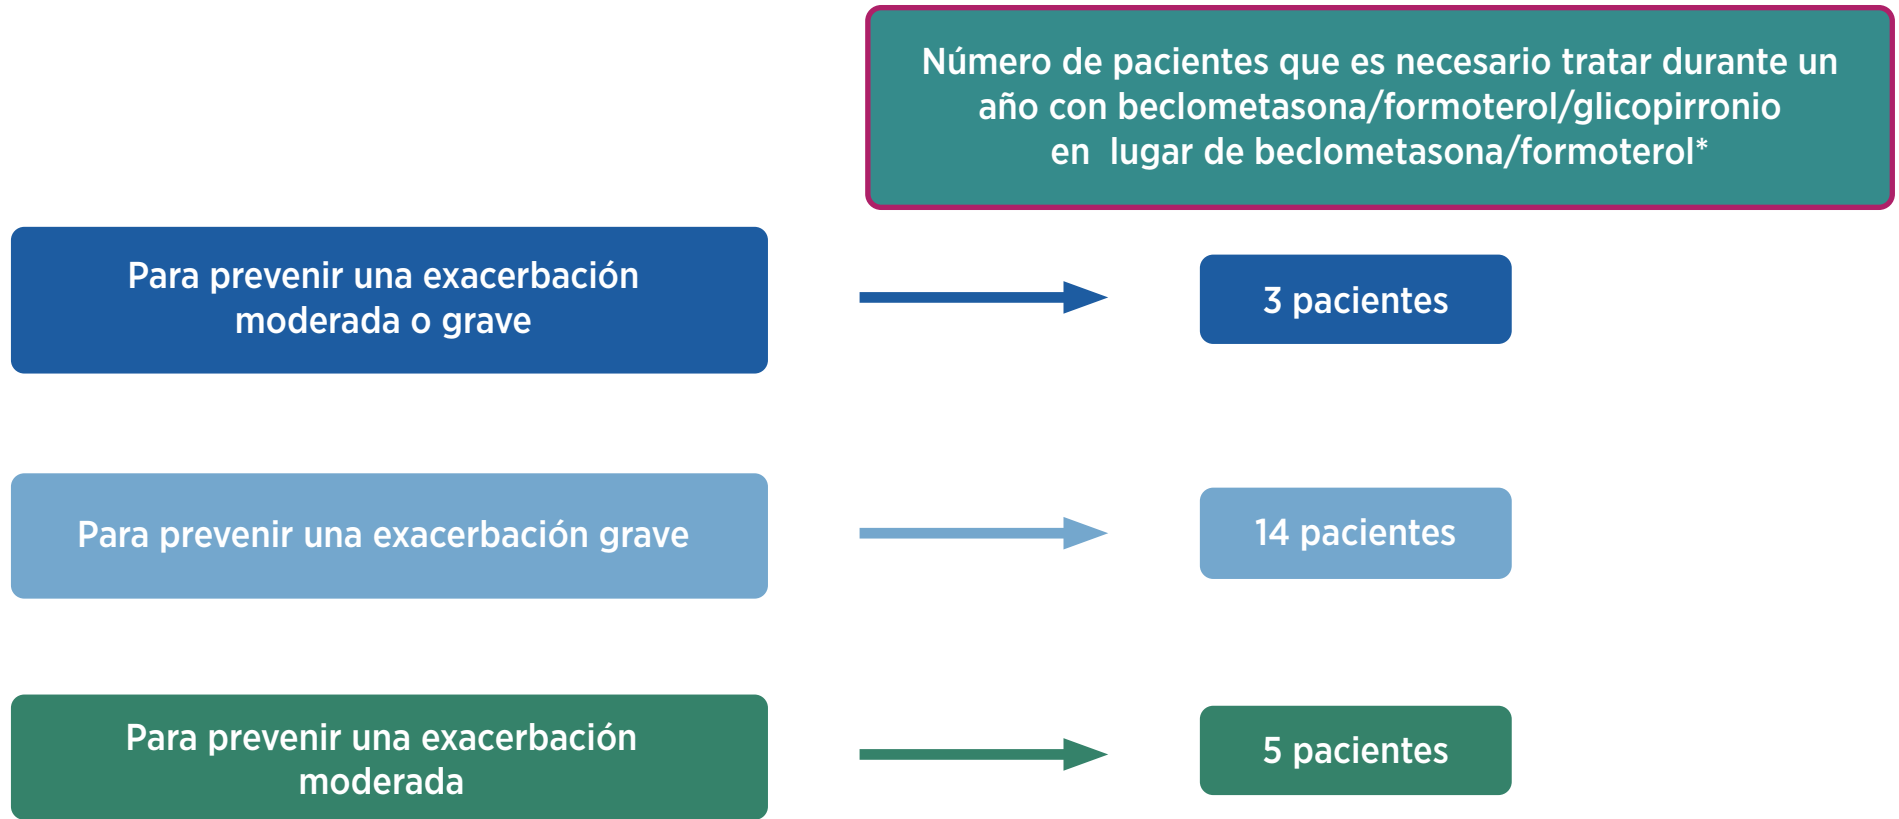 Número de pacientes que es necesario tratar durante un
año con beclometasona/formoterol/glicopirronio
en lugar de beclometasona/formoterol*
Para prevenir una exacerbación
moderada o grave
3 pacientes
Para prevenir una exacerbación grave
14 pacientes
Para prevenir una exacerbación
moderada
5 pacientes